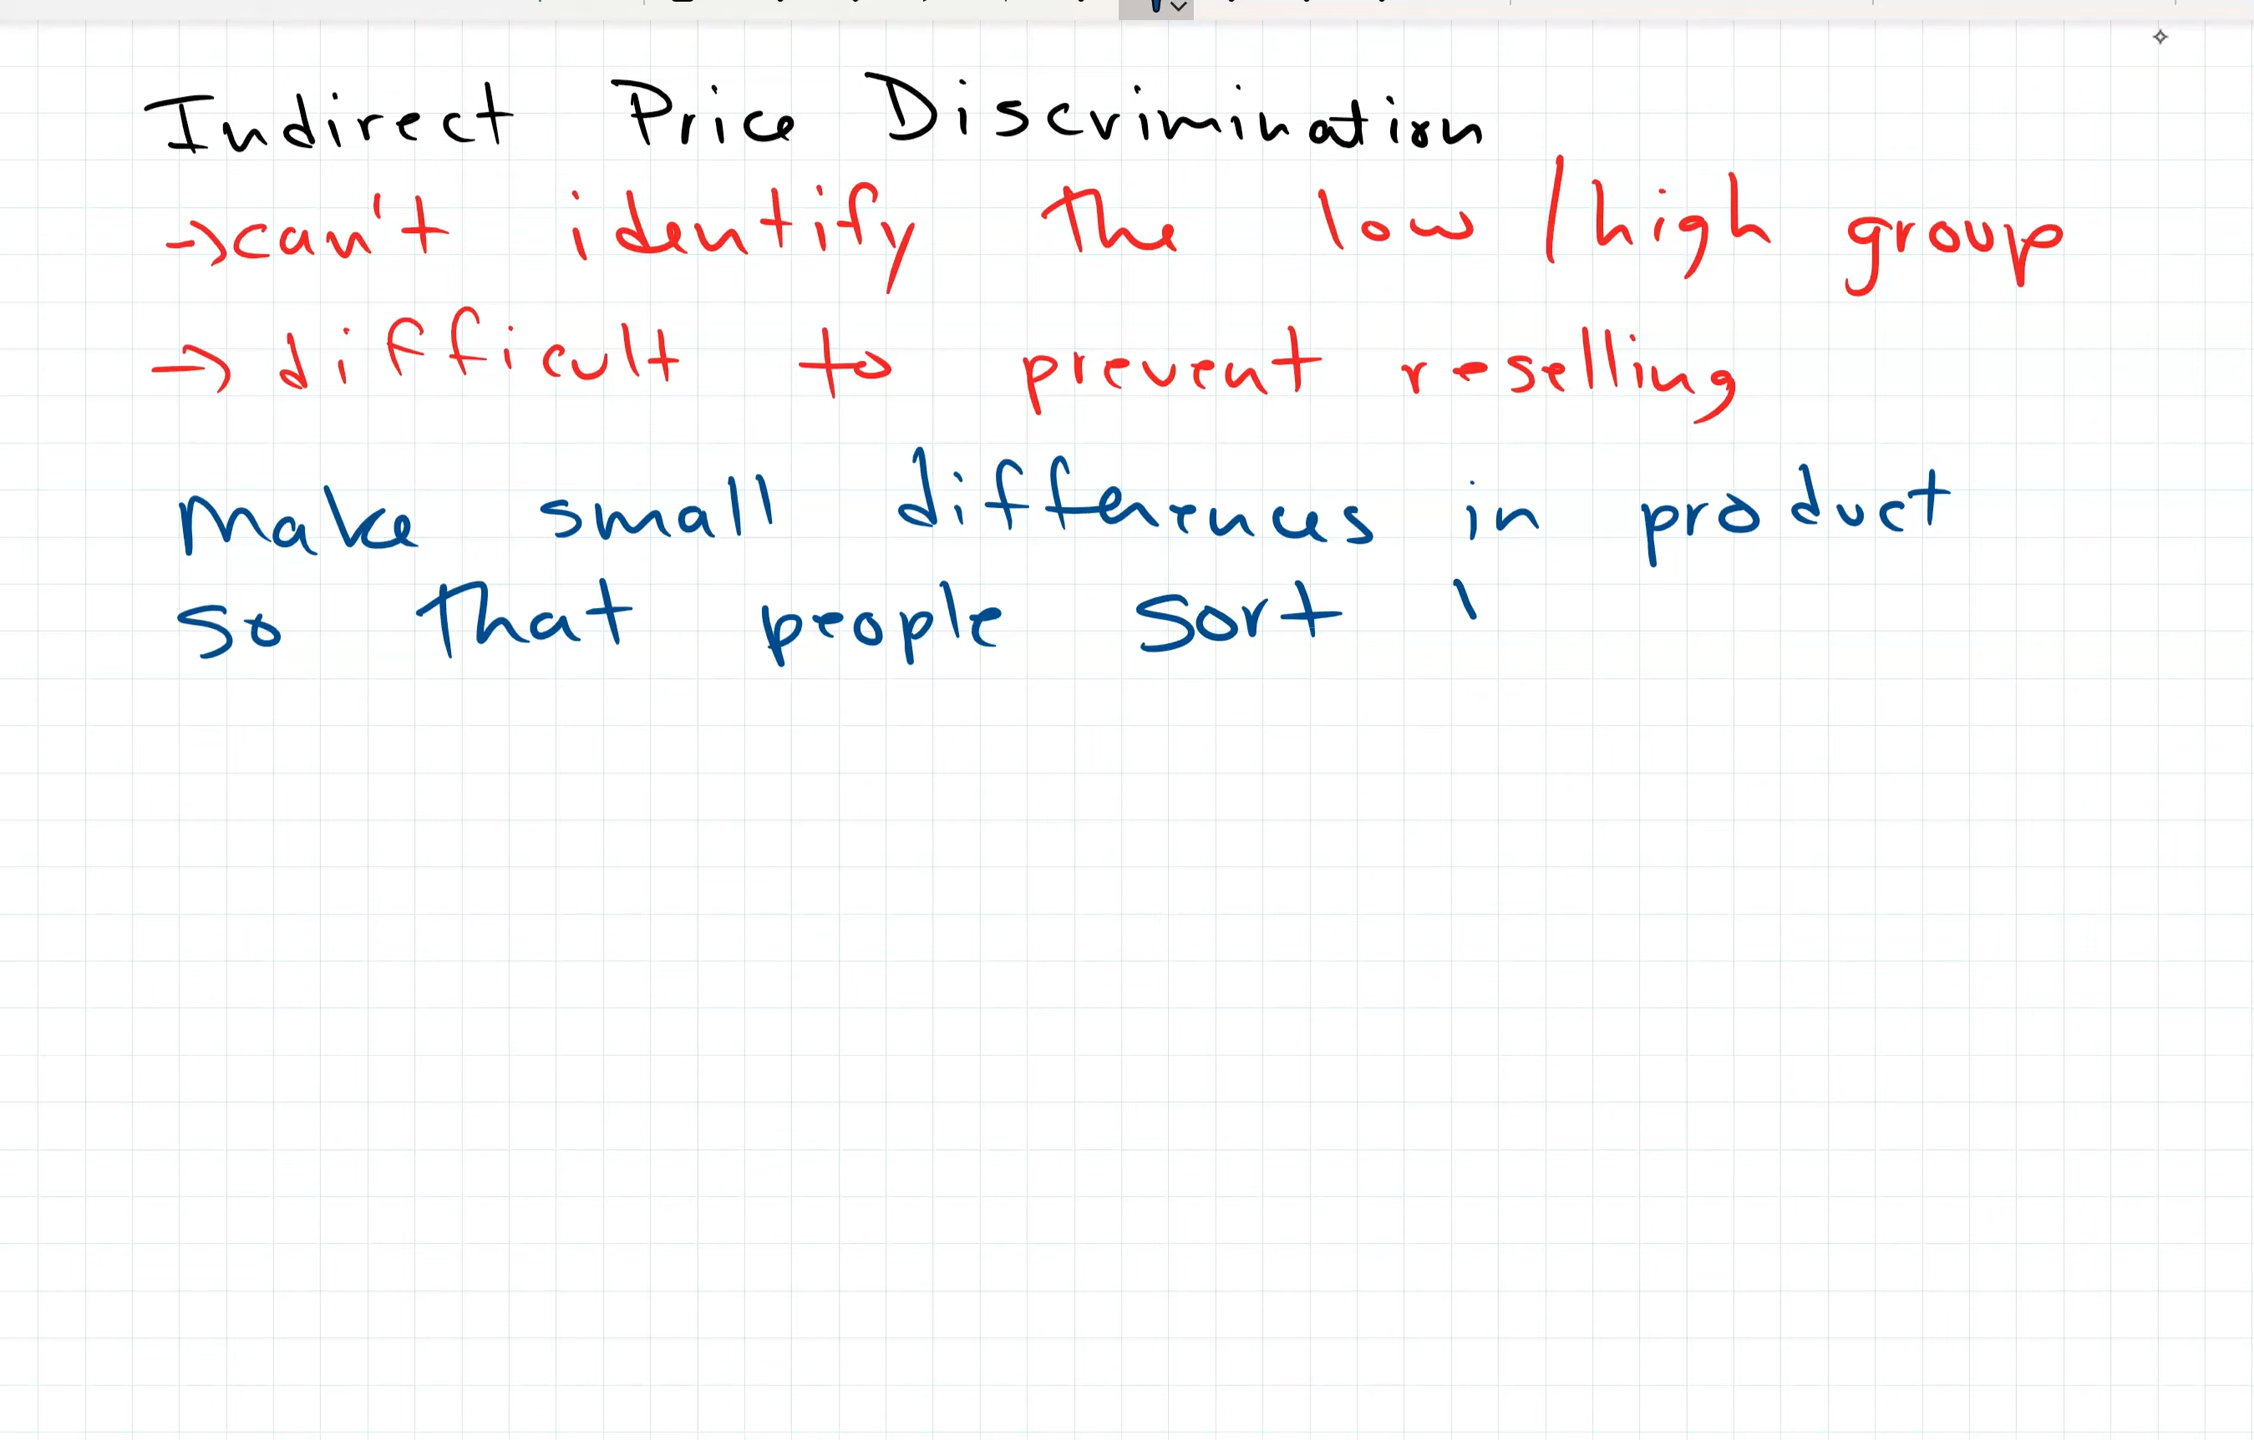 Indirect Price Discrimination
→can't identify the low/high group
→ difficult to prevent reselling
Make small differences in product
so that people sort